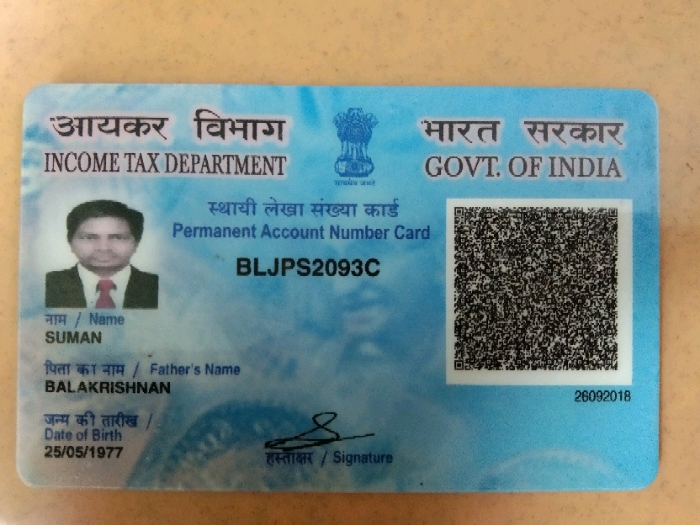 आयकर विभाग
INCOME TAX DEPARTMENT
भारत सरकार
GOVT. OF INDIA
सत्यमेव जयते
स्थायी लेखा संख्या कार्ड
Permanent Account Number Card
BLJPS2093C
नाम / Name
SUMAN
पिता का नाम / Father's Name
BALAKRISHNAN
जन्म की तारीख /
Date of Birth
25/05/1977
हस्ताक्षर / Signature
26092018